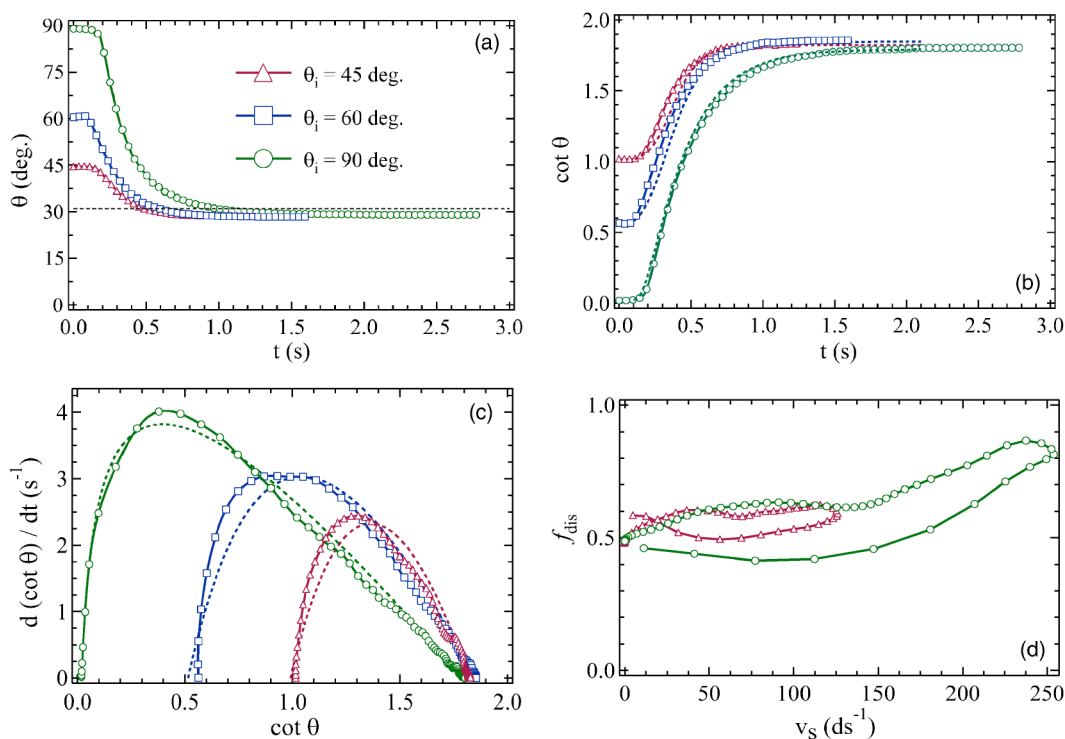 90
75
60
45
30
15
0
θ (deg.)
(a)
θi = 45 deg.
θi = 60 deg.
θi = 90 deg.
0.0 0.5 1.0 1.5 2.0 2.5 3.0
t (s)
2.0
1.5
1.0
0.5
0.0
cot θ
(b)
0.0 0.5 1.0 1.5 2.0 2.5 3.0
t (s)
4
3
2
1
0
d (cot θ) / dt (s⁻¹)
(c)
0.0 0.5 1.0 1.5 2.0
cot θ
1.0
0.5
0.0
fdis
(d)
0 50 100 150 200 250
vS (ds⁻¹)